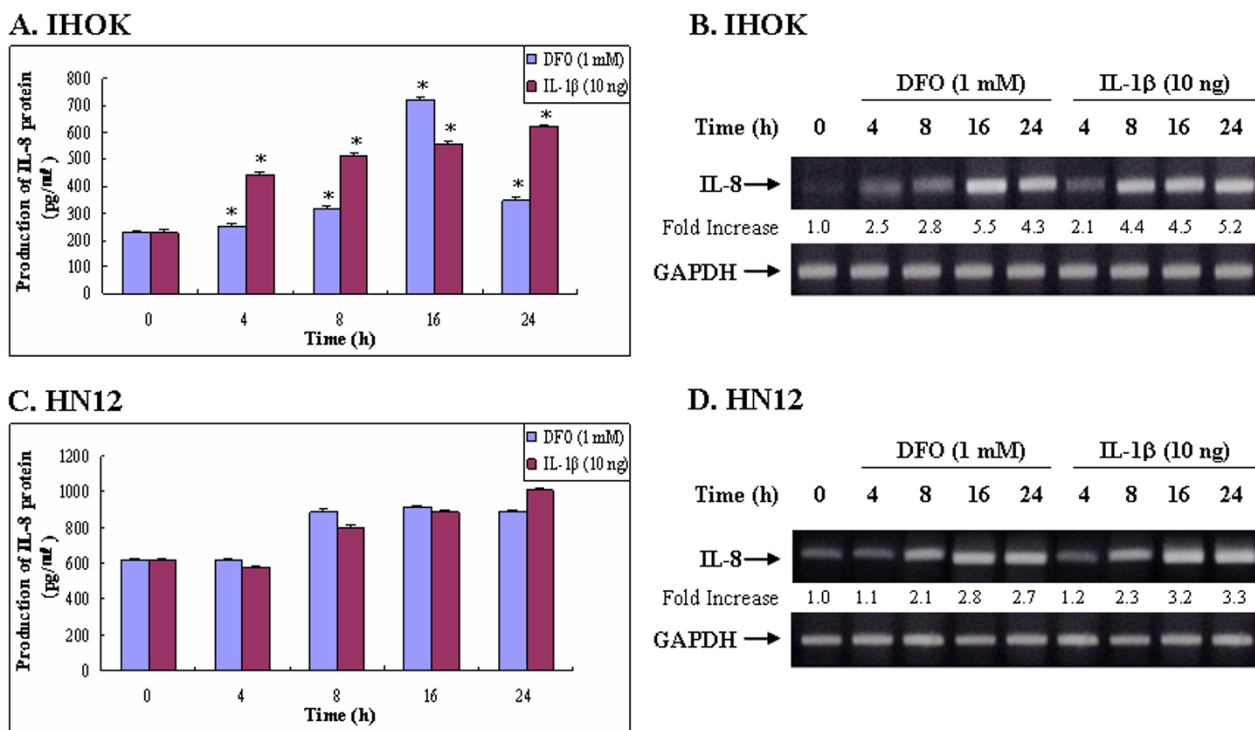 A. IHOK
DFO (1 mM)
IL-1β (10 ng)
Production of IL-8 protein
(pg/㎖)
800
700
600
500
400
300
200
100
0
* * * * * * * *
0 4 8 16 24
Time (h)
B. IHOK
DFO (1 mM) IL-1β (10 ng)
Time (h) 0 4 8 16 24 4 8 16 24
IL-8
Fold Increase 1.0 2.5 2.8 5.5 4.3 2.1 4.4 4.5 5.2
GAPDH
C. HN12
DFO (1 mM)
IL-1β (10 ng)
Production of IL-8 protein
(pg/㎖)
1200
1000
800
600
400
200
0
0 4 8 16 24
Time (h)
D. HN12
DFO (1 mM) IL-1β (10 ng)
Time (h) 0 4 8 16 24 4 8 16 24
IL-8
Fold Increase 1.0 1.1 2.1 2.8 2.7 1.2 2.3 3.2 3.3
GAPDH